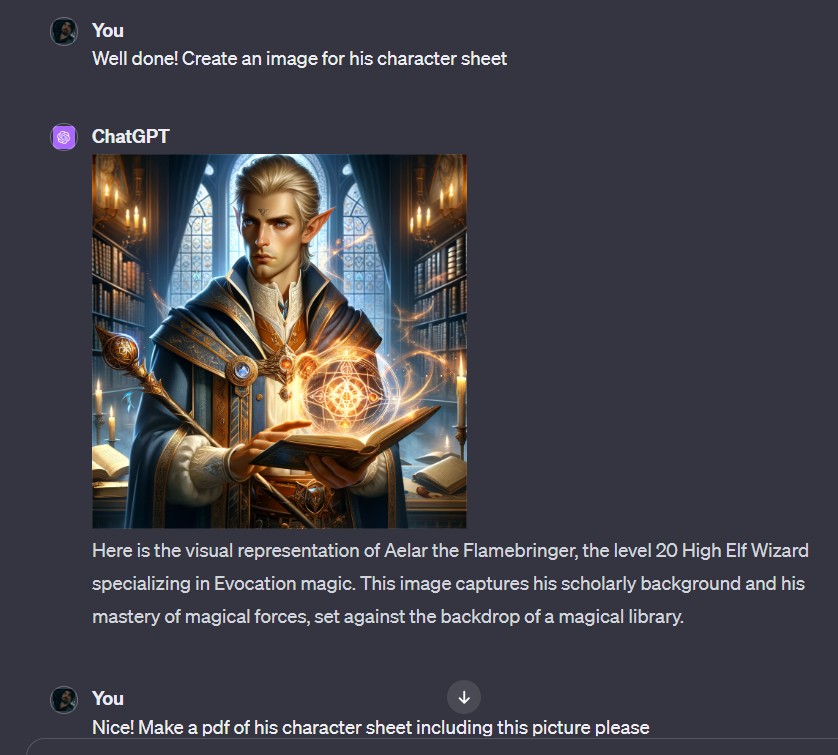 You
Well done! Create an image for his character sheet
ChatGPT
Here is the visual representation of Aelar the Flamebringer, the level 20 High Elf Wizard
specializing in Evocation magic. This image captures his scholarly background and his
mastery of magical forces, set against the backdrop of a magical library.
You
Nice! Make a pdf of his character sheet including this picture please